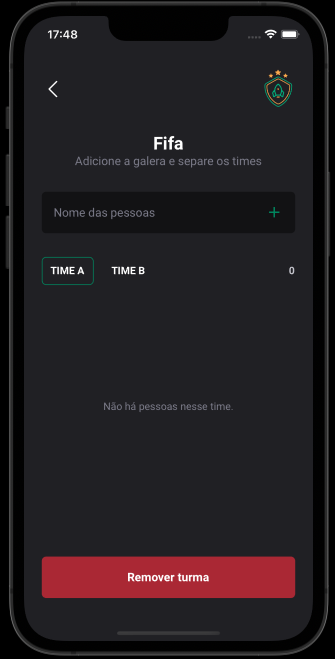 17:48
Fifa
Adicione a galera e separe os times
Nome das pessoas
TIME A TIME B 0
Não há pessoas nesse time.
Remover turma